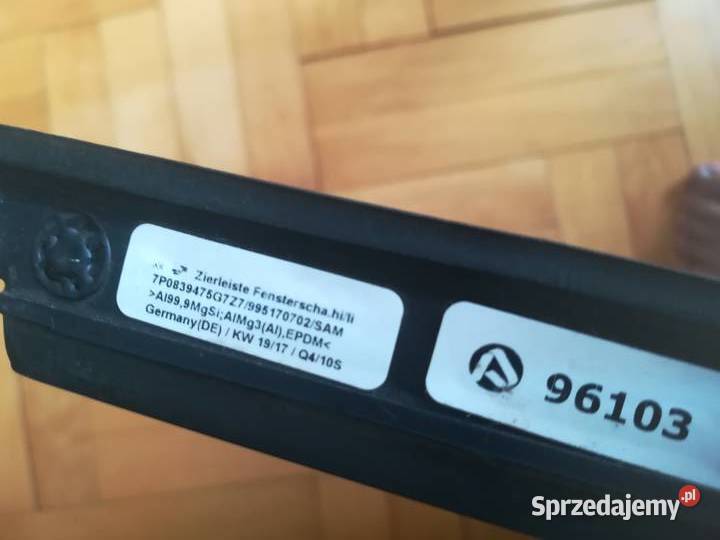 Zierleiste Fensterscha.hi/li
7P0839475G7Z7/995170702/SAM
>Al99,9MgSi;AlMg3(Al),EPDM<
Germany(DE) / KW 19/17 / Q4/10S
96103
Sprzedajemy.pl